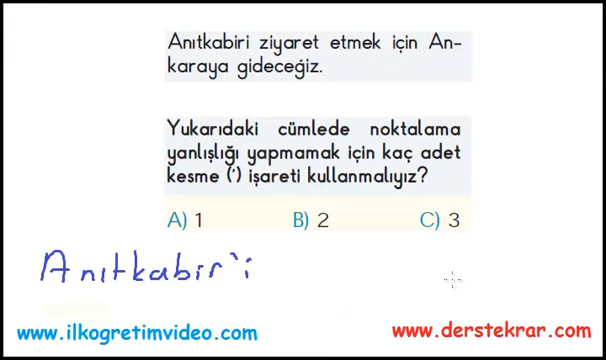 Anıtkabiri ziyaret etmek için An-
karaya gideceğiz.
Yukarıdaki cümlede noktalama
yanlışlığı yapmamak için kaç adet
kesme (') işareti kullanmalıyız?
A) 1 B) 2 C) 3
Anıtkabir'i
www.ilkogretimvideo.com www.derstekrar.com